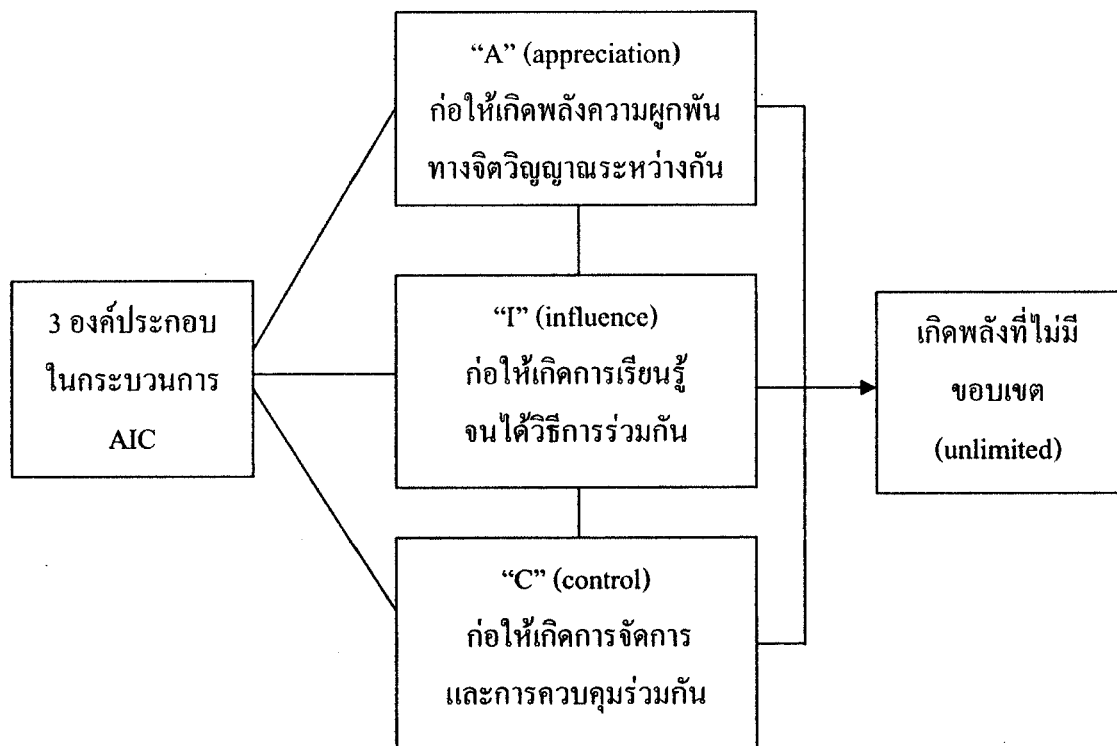 “A” (appreciation)
ก่อให้เกิดพลังความผูกพัน
ทางจิตวิญญาณระหว่างกัน
3 องค์ประกอบ
ในกระบวนการ
AIC
“I” (influence)
ก่อให้เกิดการเรียนรู้
จนได้วิธีการร่วมกัน
เกิดพลังที่ไม่มี
ขอบเขต
(unlimited)
“C” (control)
ก่อให้เกิดการจัดการ
และการควบคุมร่วมกัน